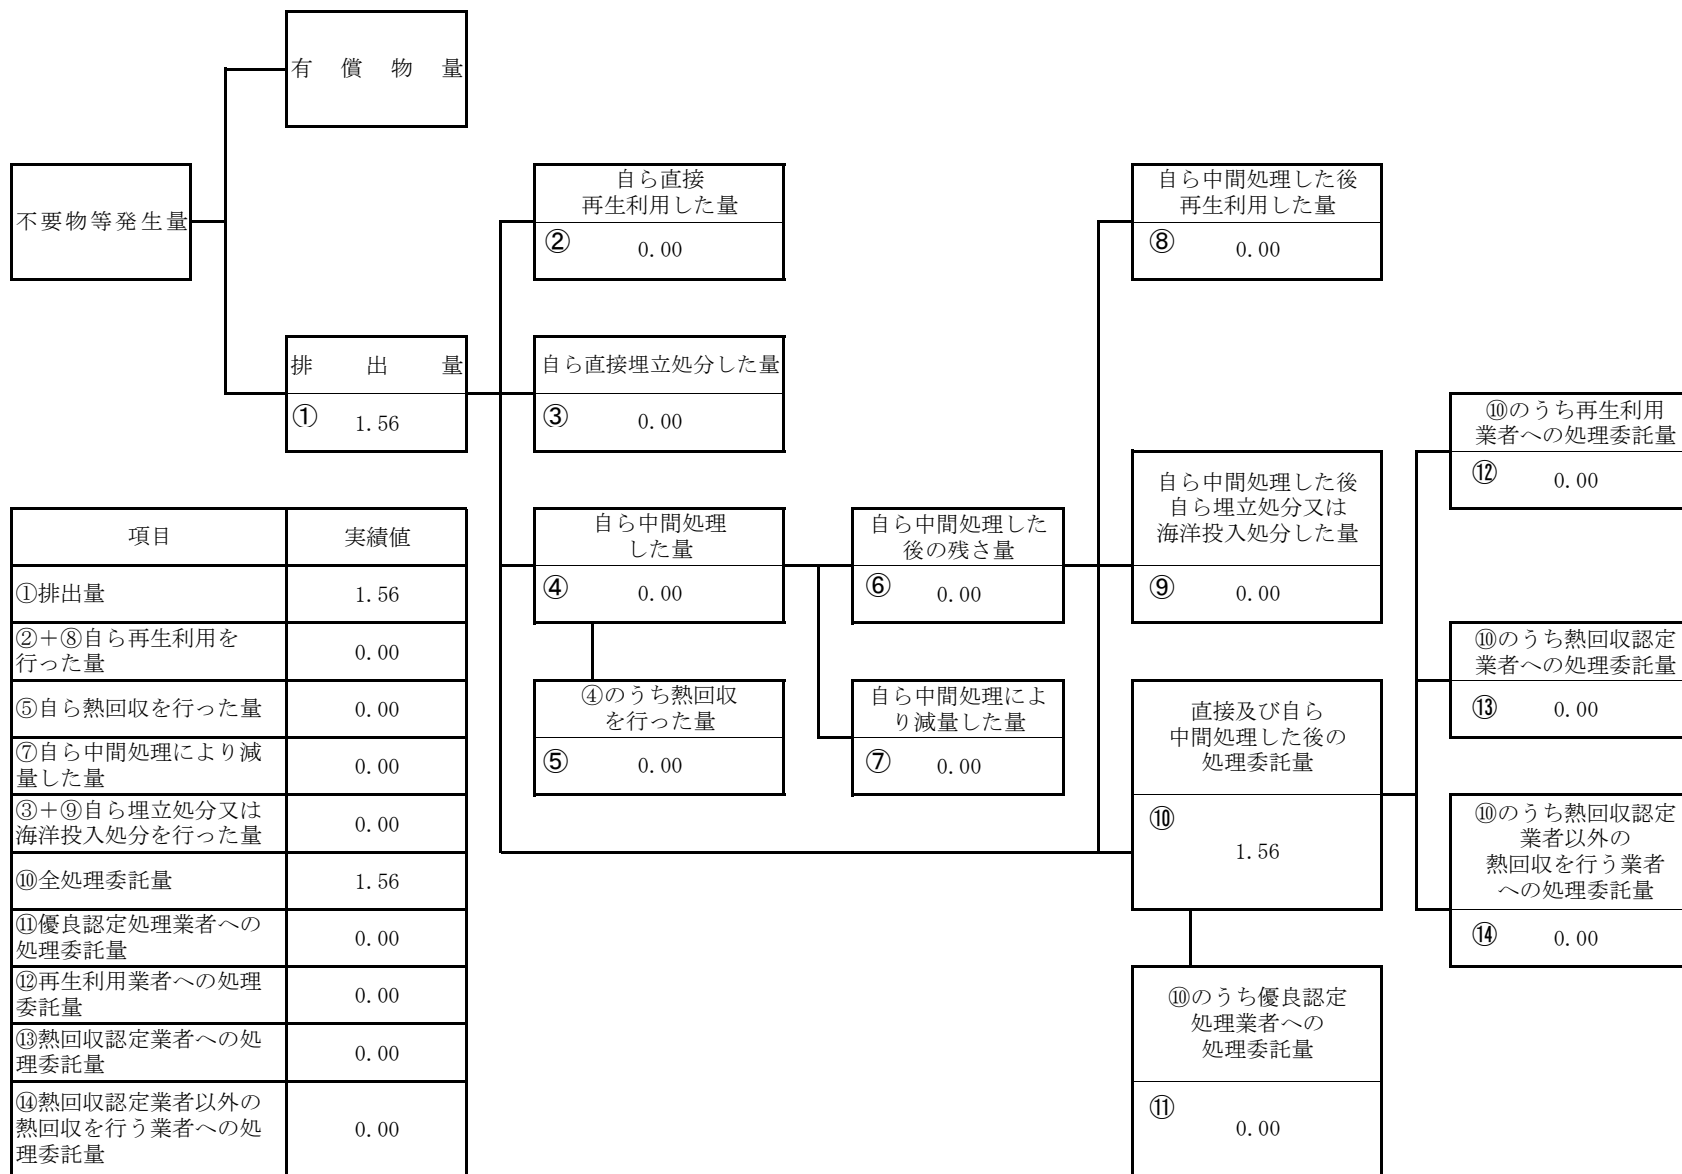 有償物量
不要物等発生量
排出量
① 1.56
自ら直接
再生利用した量
② 0.00
自ら直接埋立処分した量
③ 0.00
自ら中間処理
した量
④ 0.00
④のうち熱回収
を行った量
⑤ 0.00
自ら中間処理した
後の残さ量
⑥ 0.00
自ら中間処理によ
り減量した量
⑦ 0.00
自ら中間処理した後
再生利用した量
⑧ 0.00
自ら中間処理した後
自ら埋立処分又は
海洋投入処分した量
⑨ 0.00
直接及び自ら
中間処理した後の
処理委託量
⑩
1.56
⑩のうち優良認定
処理業者への
処理委託量
⑪
0.00
⑩のうち再生利用
業者への処理委託量
⑫ 0.00
⑩のうち熱回収認定
業者への処理委託量
⑬ 0.00
⑩のうち熱回収認定
業者以外の
熱回収を行う業者
への処理委託量
⑭ 0.00
項目 実績値
①排出量 1.56
②+⑧自ら再生利用を
行った量 0.00
⑤自ら熱回収を行った量 0.00
⑦自ら中間処理により減
量した量 0.00
③+⑨自ら埋立処分又は
海洋投入処分を行った量 0.00
⑩全処理委託量 1.56
⑪優良認定処理業者への
処理委託量 0.00
⑫再生利用業者への処理
委託量 0.00
⑬熱回収認定業者への処
理委託量 0.00
⑭熱回収認定業者以外の
熱回収を行う業者への処
理委託量 0.00